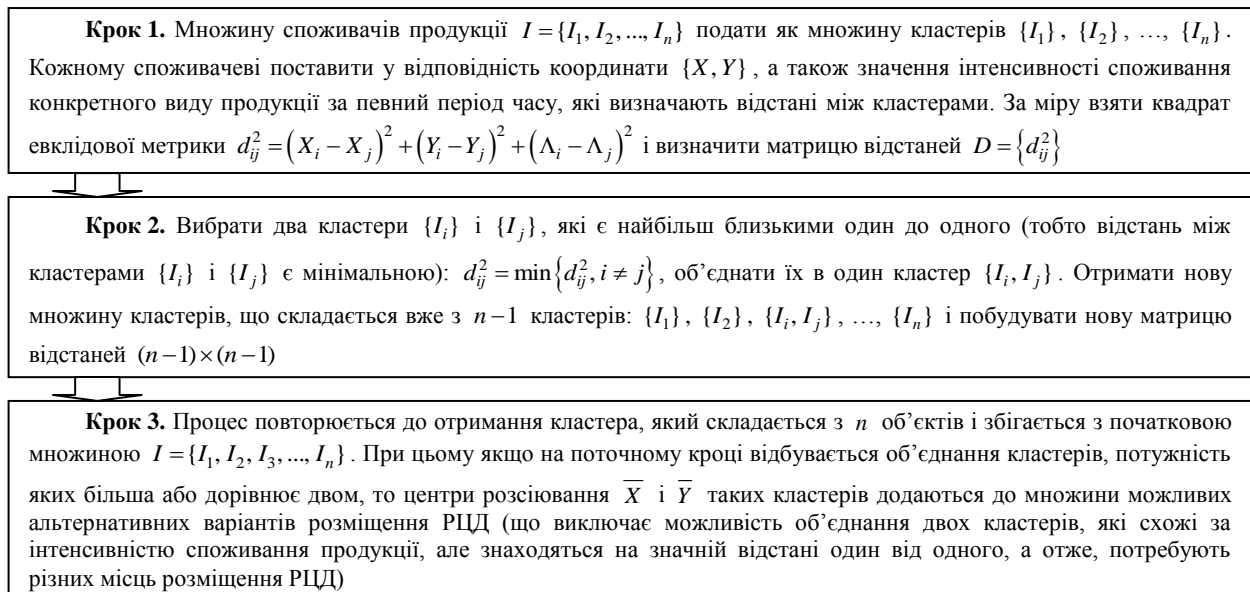 Крок 1. Множину споживачів продукції I = {I₁, I₂, ..., Iₙ} подати як множину кластерів {I₁}, {I₂}, …, {Iₙ}.
Кожному споживачеві поставити у відповідність координати {X, Y}, а також значення інтенсивності споживання
конкретного виду продукції за певний період часу, які визначають відстані між кластерами. За міру взяти квадрат
евклідової метрики d²ᵢⱼ = (Xᵢ − Xⱼ)² + (Yᵢ − Yⱼ)² + (Λᵢ − Λⱼ)² і визначити матрицю відстаней D = {d²ᵢⱼ}
Крок 2. Вибрати два кластери {Iᵢ} і {Iⱼ}, які є найбільш близькими один до одного (тобто відстань між
кластерами {Iᵢ} і {Iⱼ} є мінімальною): d²ᵢⱼ = min{d²ᵢⱼ, i ≠ j}, об’єднати їх в один кластер {Iᵢ, Iⱼ}. Отримати нову
множину кластерів, що складається вже з n−1 кластерів: {I₁}, {I₂}, {Iᵢ, Iⱼ}, …, {Iₙ} і побудувати нову матрицю
відстаней (n−1)×(n−1)
Крок 3. Процес повторюється до отримання кластера, який складається з n об’єктів і збігається з початковою
множиною I = {I₁, I₂, I₃, ..., Iₙ}. При цьому якщо на поточному кроці відбувається об’єднання кластерів, потужність
яких більша або дорівнює двом, то центри розсіювання X̅ і Y̅ таких кластерів додаються до множини можливих
альтернативних варіантів розміщення РЦД (що виключає можливість об’єднання двох кластерів, які схожі за
інтенсивністю споживання продукції, але знаходяться на значній відстані один від одного, а отже, потребують
різних місць розміщення РЦД)